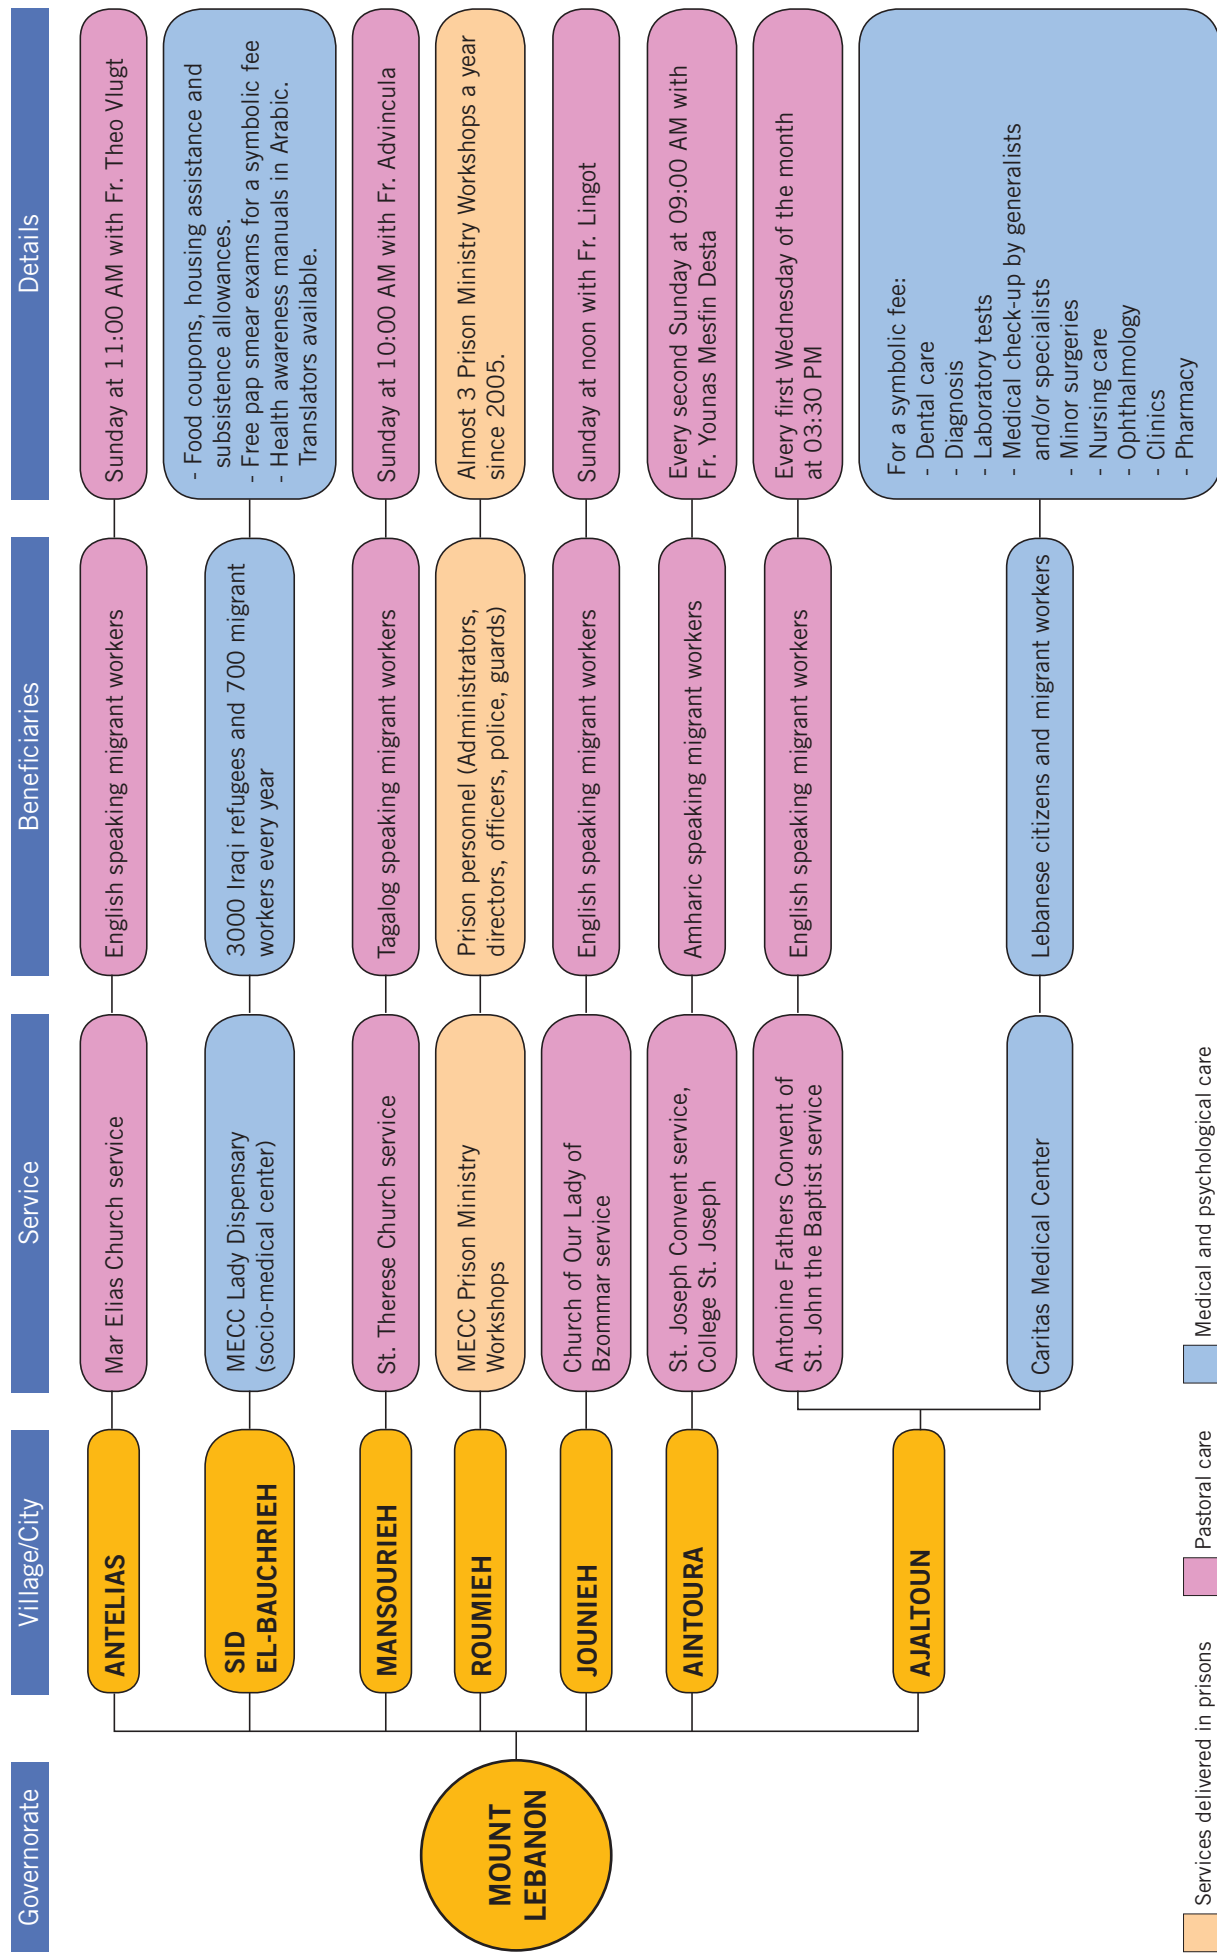 Governorate
Village/City
Service
Beneficiaries
Details
MOUNT
LEBANON
ANTELIAS
Mar Elias Church service
English speaking migrant workers
Sunday at 11:00 AM with Fr. Theo Vlugt
SID
EL-BAUCHRIEH
MECC Lady Dispensary
(socio-medical center)
3000 Iraqi refugees and 700 migrant
workers every year
- Food coupons, housing assistance and
subsistence allowances.
- Free pap smear exams for a symbolic fee
- Health awareness manuals in Arabic.
Translators available.
MANSOURIEH
St. Therese Church service
Tagalog speaking migrant workers
Sunday at 10:00 AM with Fr. Advincula
ROUMIEH
MECC Prison Ministry
Workshops
Prison personnel (Administrators,
directors, officers, police, guards)
Almost 3 Prison Ministry Workshops a year
since 2005.
JOUNIEH
Church of Our Lady of
Bzommar service
English speaking migrant workers
Sunday at noon with Fr. Lingot
AINTOURA
St. Joseph Convent service,
College St. Joseph
Amharic speaking migrant workers
Every second Sunday at 09:00 AM with
Fr. Younas Mesfin Desta
AJALTOUN
Antonine Fathers Convent of
St. John the Baptist service
English speaking migrant workers
Every first Wednesday of the month
at 03:30 PM
Caritas Medical Center
Lebanese citizens and migrant workers
For a symbolic fee:
- Dental care
- Diagnosis
- Laboratory tests
- Medical check-up by generalists
and/or specialists
- Minor surgeries
- Nursing care
- Ophthalmology
- Clinics
- Pharmacy
Services delivered in prisons
Pastoral care
Medical and psychological care